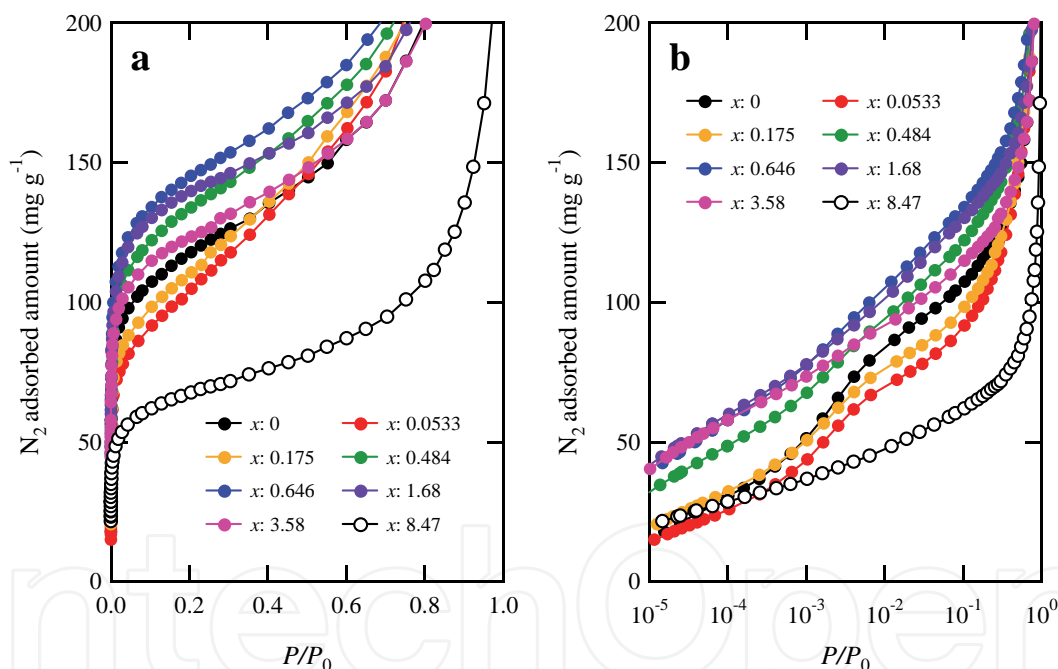 a
N₂ adsorbed amount (mg g⁻¹)
200
150
100
50
0
x: 0
x: 0.0533
x: 0.175
x: 0.484
x: 0.646
x: 1.68
x: 3.58
x: 8.47
0.0 0.2 0.4 0.6 0.8 1.0
P/P₀
b
N₂ adsorbed amount (mg g⁻¹)
200
150
100
50
0
x: 0
x: 0.0533
x: 0.175
x: 0.484
x: 0.646
x: 1.68
x: 3.58
x: 8.47
10⁻⁵ 10⁻⁴ 10⁻³ 10⁻² 10⁻¹ 10⁰
P/P₀
ntechOpen